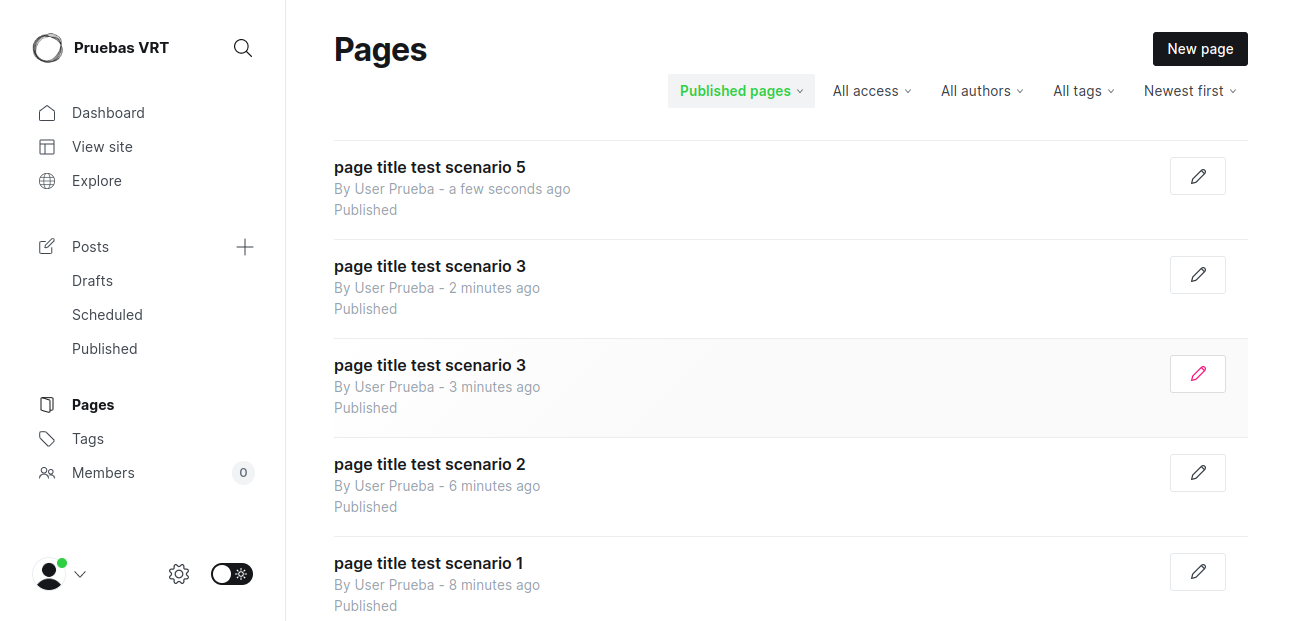 Pruebas VRT
Dashboard
View site
Explore
Posts
Drafts
Scheduled
Published
Pages
Tags
Members 0
Pages
New page
Published pages All access All authors All tags Newest first
page title test scenario 5
By User Prueba - a few seconds ago
Published
page title test scenario 3
By User Prueba - 2 minutes ago
Published
page title test scenario 3
By User Prueba - 3 minutes ago
Published
page title test scenario 2
By User Prueba - 6 minutes ago
Published
page title test scenario 1
By User Prueba - 8 minutes ago
Published